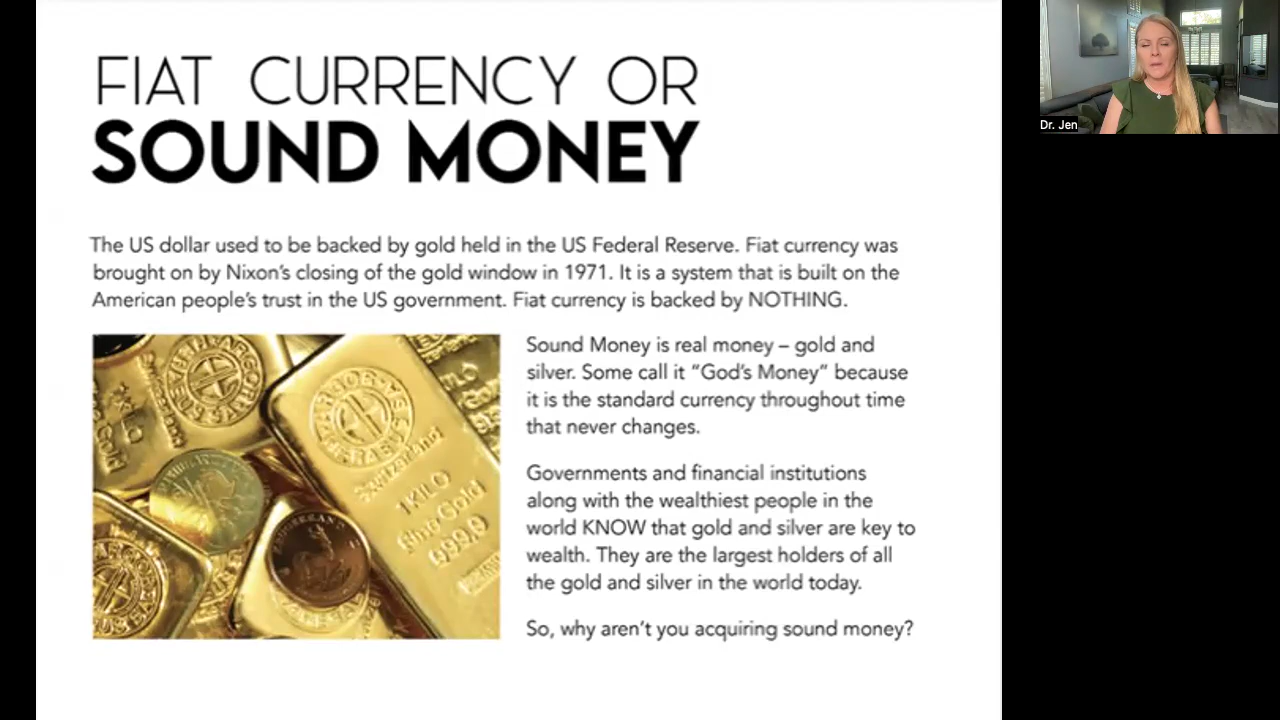 FIAT CURRENCY OR
SOUND MONEY
The US dollar used to be backed by gold held in the US Federal Reserve. Fiat currency was
brought on by Nixon's closing of the gold window in 1971. It is a system that is built on the
American people's trust in the US government. Fiat currency is backed by NOTHING.
Sound Money is real money – gold and
silver. Some call it “God's Money” because
it is the standard currency throughout time
that never changes.
Governments and financial institutions
along with the wealthiest people in the
world KNOW that gold and silver are key to
wealth. They are the largest holders of all
the gold and silver in the world today.
So, why aren't you acquiring sound money?
ARGOR-HERAEUS
Switzerland
1KILO
Fine Gold
999,9
KRUGERRAND
Dr. Jen